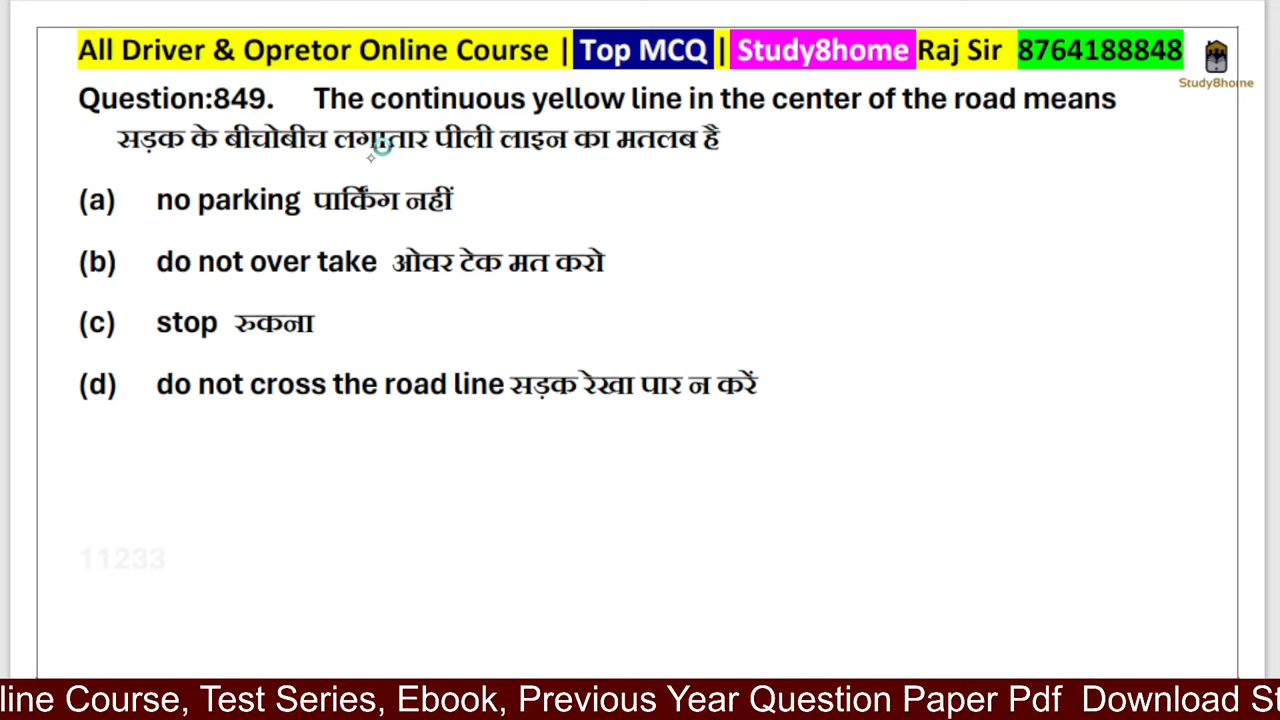 All Driver & Opretor Online Course | Top MCQ | Study8home Raj Sir 8764188848
Study8home
Question:849. The continuous yellow line in the center of the road means
सड़क के बीचोबीच लगातार पीली लाइन का मतलब है
(a) no parking पार्किंग नहीं
(b) do not over take ओवर टेक मत करो
(c) stop रुकना
(d) do not cross the road line सड़क रेखा पार न करें
11233
line Course, Test Series, Ebook, Previous Year Question Paper Pdf Download St